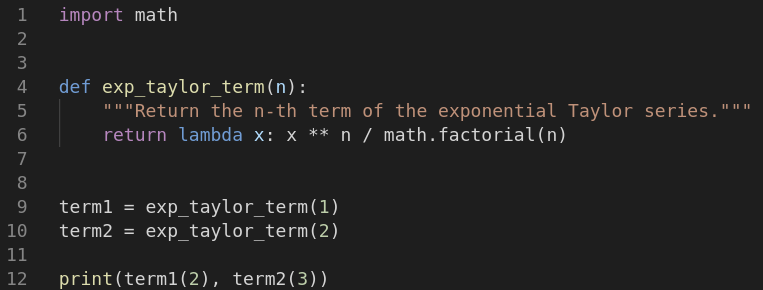 1 import math
2
3
4 def exp_taylor_term(n):
5     """Return the n-th term of the exponential Taylor series."""
6     return lambda x: x ** n / math.factorial(n)
7
8
9 term1 = exp_taylor_term(1)
10 term2 = exp_taylor_term(2)
11
12 print(term1(2), term2(3))